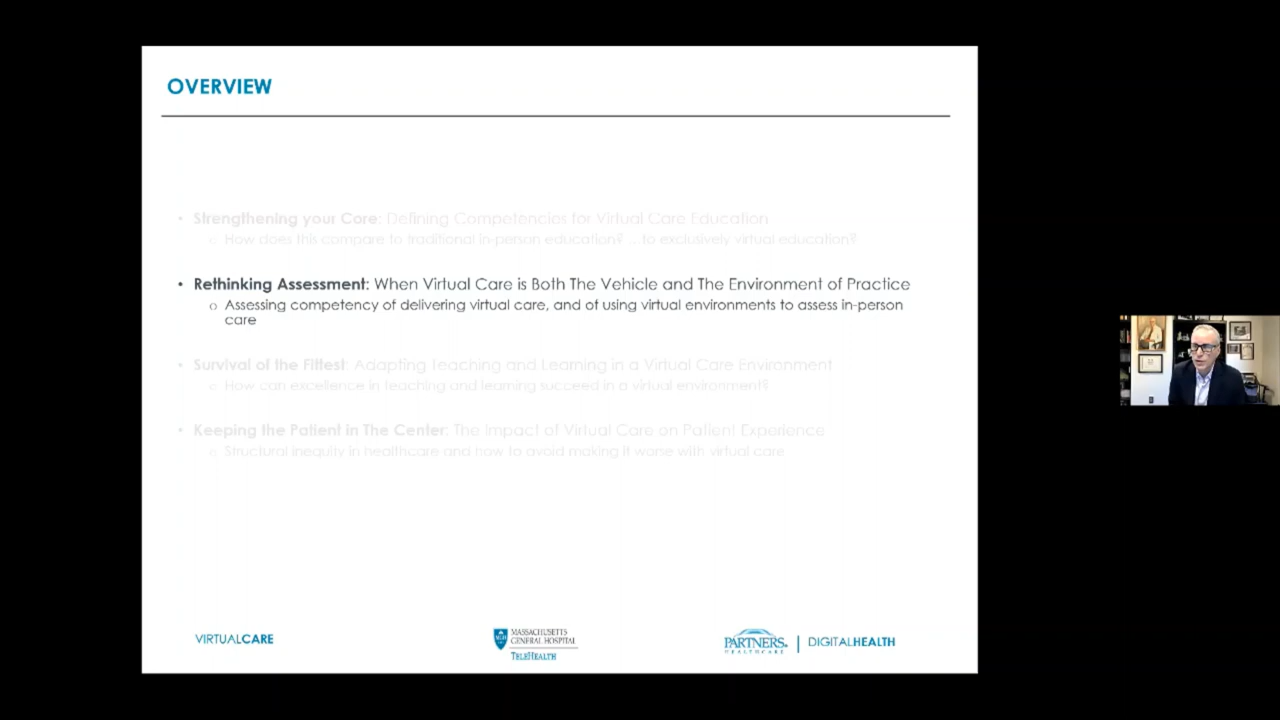 OVERVIEW
• Strengthening your Core: Defining Competencies for Virtual Care Education
o How does this compare to traditional in-person education? ...to exclusively virtual education?
• Rethinking Assessment: When Virtual Care is Both The Vehicle and The Environment of Practice
o Assessing competency of delivering virtual care, and of using virtual environments to assess in-person
care
• Survival of the Fittest: Adapting Teaching and Learning in a Virtual Care Environment
o How can excellence in teaching and learning succeed in a virtual environment?
• Keeping the Patient in The Center: The Impact of Virtual Care on Patient Experience
o Structural inequity in healthcare and how to avoid making it worse with virtual care
VIRTUALCARE
MASSACHUSETTS
GENERAL HOSPITAL
TELEHEALTH
PARTNERS.
HEALTHCARE
DIGITALHEALTH